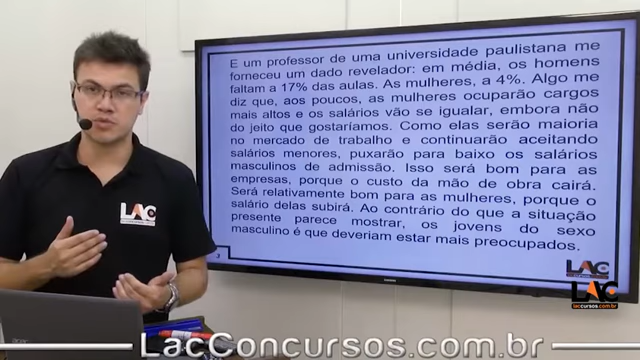 E um professor de uma universidade paulistana me
forneceu um dado revelador: em média, os homens
faltam a 17% das aulas. As mulheres, a 4%. Algo me
diz que, aos poucos, as mulheres ocuparão cargos
mais altos e os salários vão se igualar, embora não
do jeito que gostaríamos. Como elas serão maioria
no mercado de trabalho e continuarão aceitando
salários menores, puxarão para baixo os salários
masculinos de admissão. Isso será bom para as
empresas, porque o custo da mão de obra cairá.
Será relativamente bom para as mulheres, porque o
salário delas subirá. Ao contrário do que a situação
presente parece mostrar, os jovens do sexo
masculino é que deveriam estar mais preocupados.
3
LAC
LAC
LAC
laccursos.com.br
LacConcursos.com.br